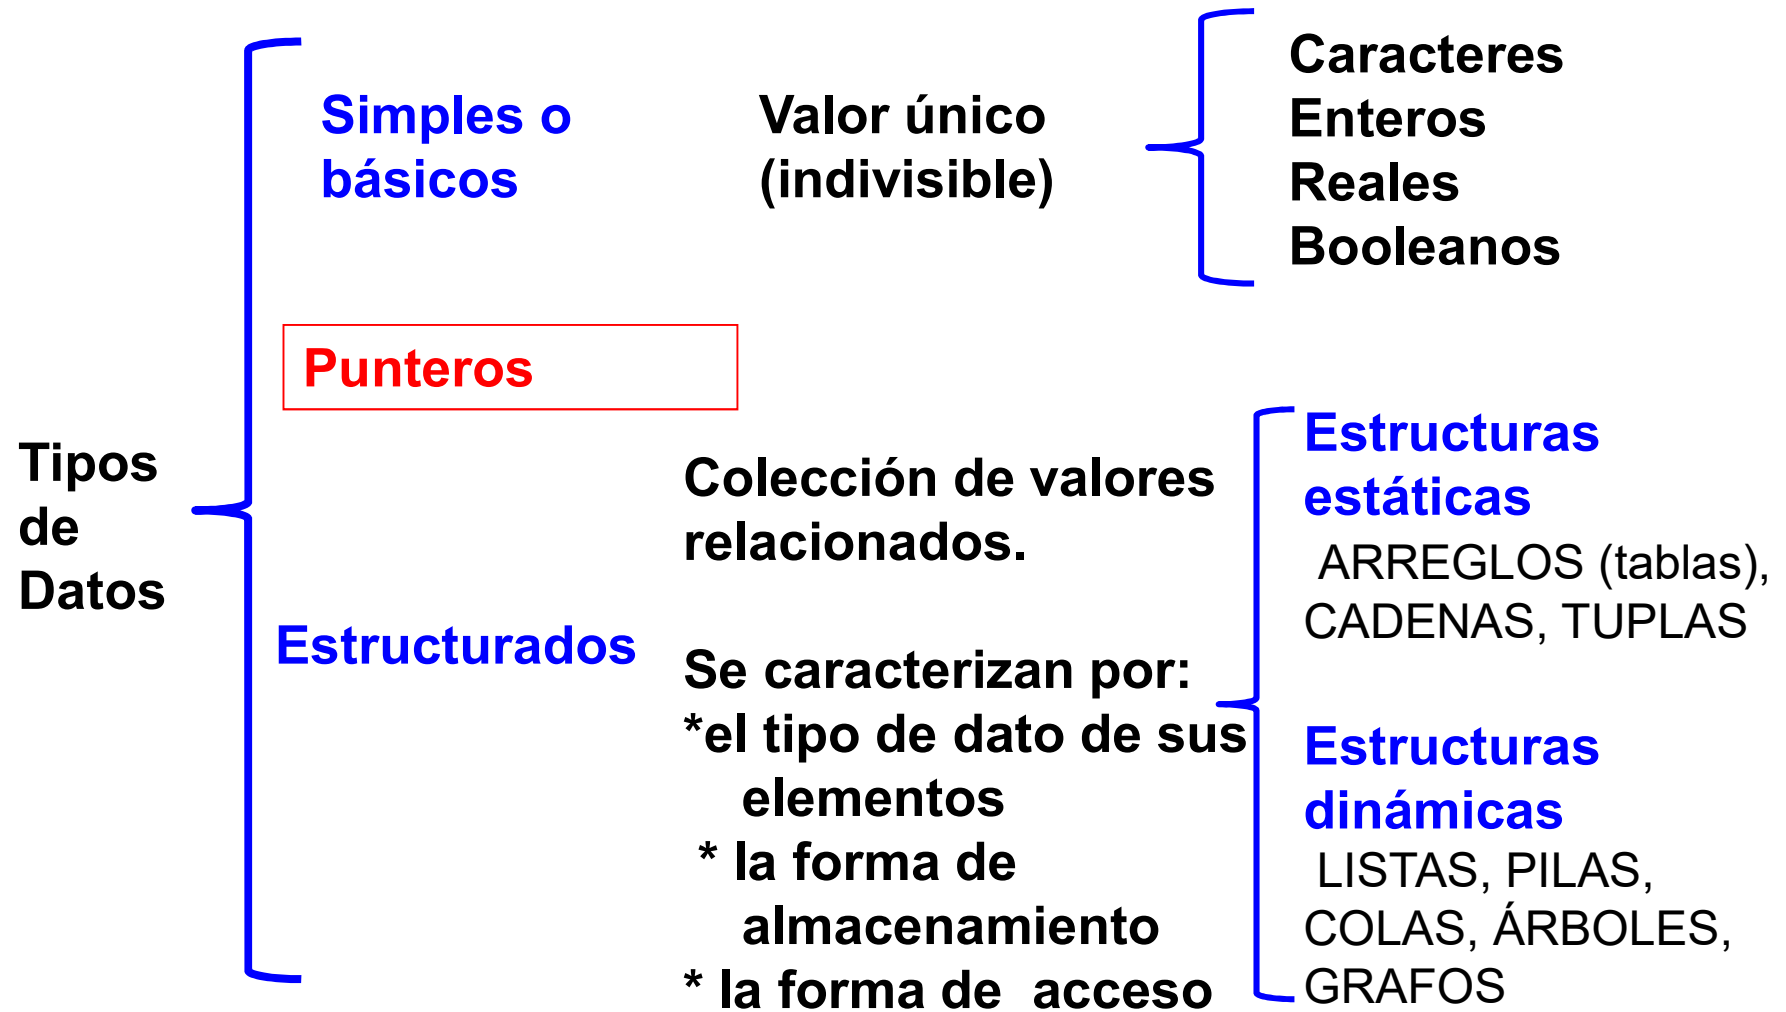 Tipos
de
Datos
Simples o
básicos
Valor único
(indivisible)
Caracteres
Enteros
Reales
Booleanos
Punteros
Estructurados
Colección de valores
relacionados.
Se caracterizan por:
*el tipo de dato de sus
elementos
* la forma de
almacenamiento
* la forma de acceso
Estructuras
estáticas
ARREGLOS (tablas),
CADENAS, TUPLAS
Estructuras
dinámicas
LISTAS, PILAS,
COLAS, ÁRBOLES,
GRAFOS